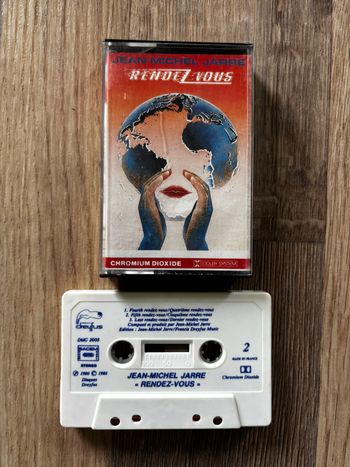 JEAN MICHEL JARRE
RENDEZ-VOUS
CHROMIUM DIOXIDE
DOLBY SYSTEM
dreyfus
DMC 2005
SACEM
STEREO
℗ 1986 © 1986
Disques
Dreyfus
1. Fourth rendez-vous/Quatrième rendez-vous
2. Fifth rendez-vous/Cinquième rendez-vous
3. Last rendez-vous/Dernier rendez-vous
Composé et produit par Jean-Michel Jarre
Edition : Jean-Michel Jarre/Francis Dreyfus Music
2
MADE IN FRANCE
Chromium Dioxide
JEAN-MICHEL JARRE
« RENDEZ-VOUS »